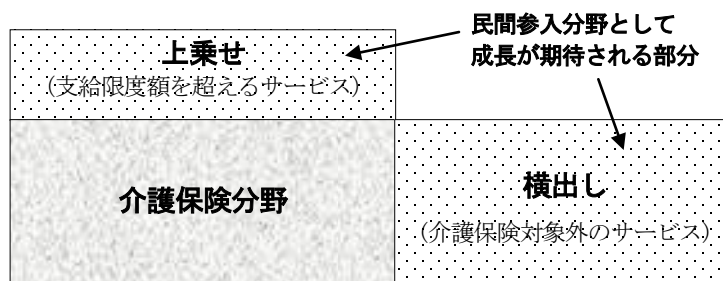 民間参入分野として
成長が期待される部分
上乗せ
(支給限度額を超えるサービス)
介護保険分野
横出し
(介護保険対象外のサービス)